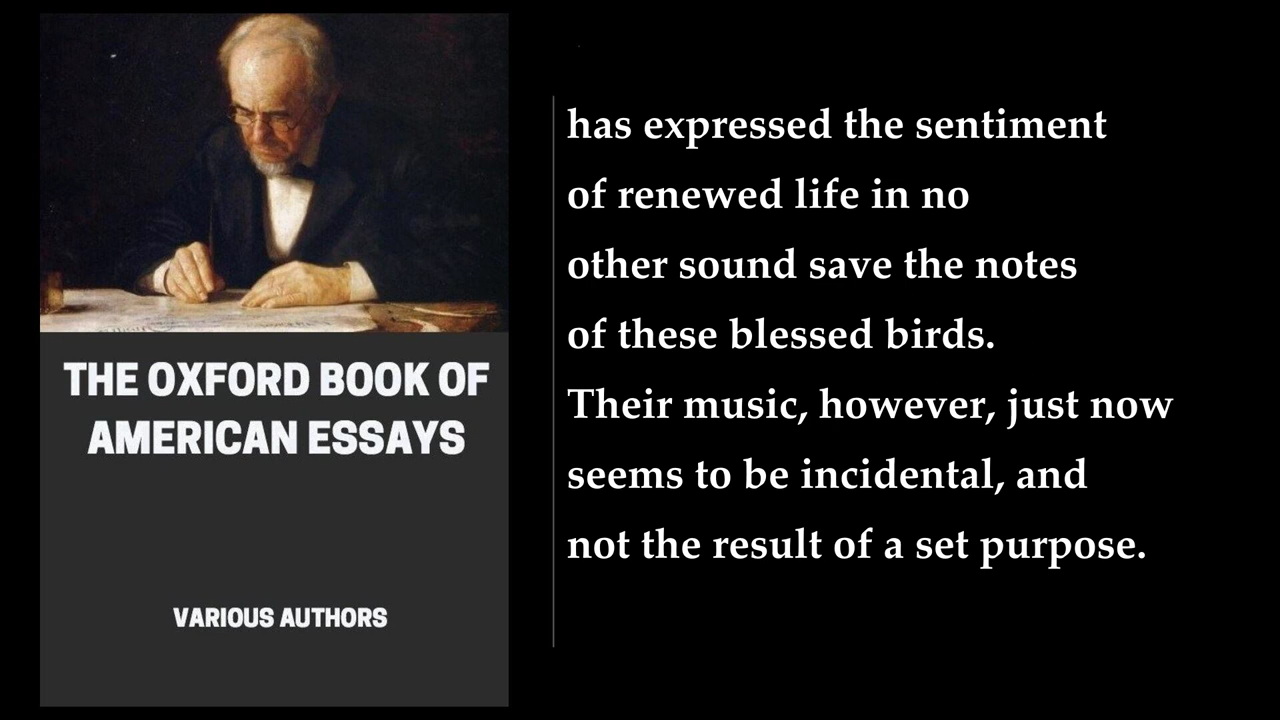 THE OXFORD BOOK OF
AMERICAN ESSAYS
VARIOUS AUTHORS
has expressed the sentiment
of renewed life in no
other sound save the notes
of these blessed birds.
Their music, however, just now
seems to be incidental, and
not the result of a set purpose.